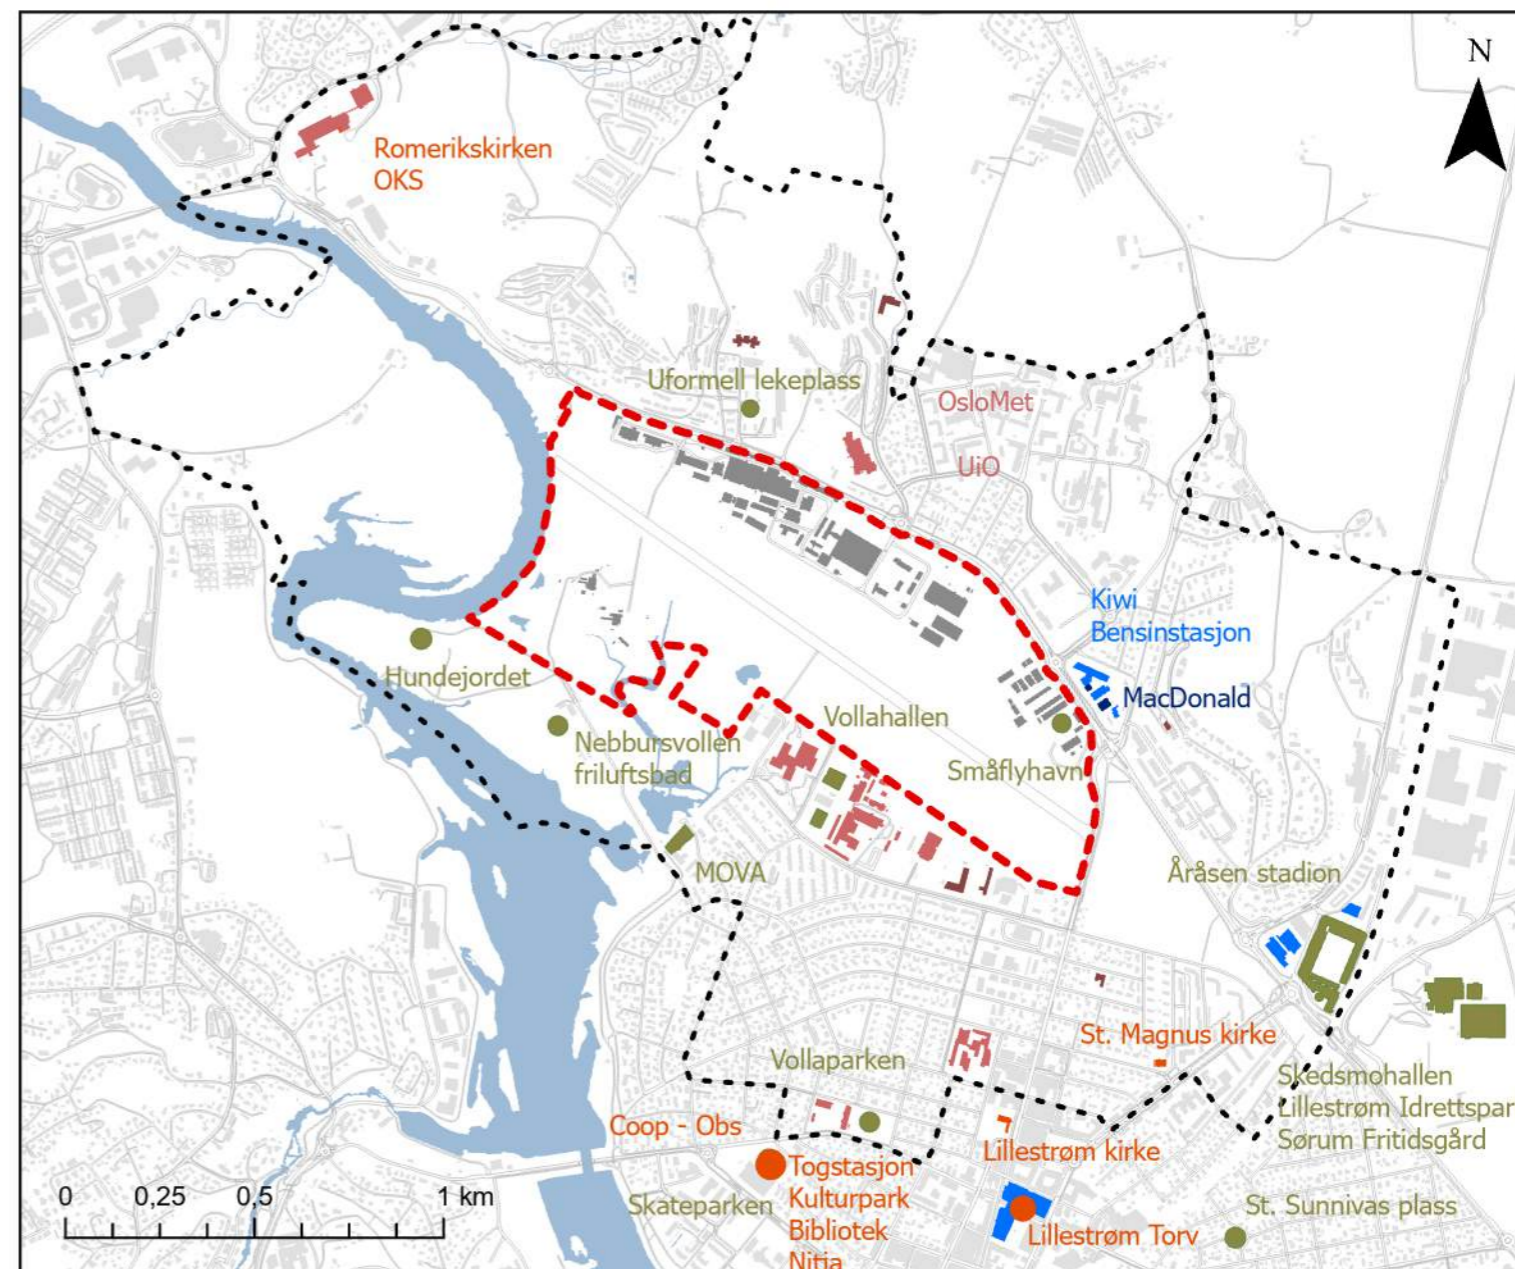 N
Romerikskirken
OKS
Uformell lekeplass
OsloMet
UiO
Kiwi
Bensinstasjon
Hundejordet
MacDonald
Vollahallen
Nebbursvollen
friluftsbad
Småflyhavn
MOVA
Åråsen stadion
St. Magnus kirke
Vollaparken
Skedsmohallen
Lillestrøm Idrettspar
Sørum Fritidsgård
Coop - Obs
Lillestrøm kirke
Togstasjon
Kulturpark
Bibliotek
Nitja
Skateparken
St. Sunnivas plass
Lillestrøm Torv
0 0,25 0,5 1 km